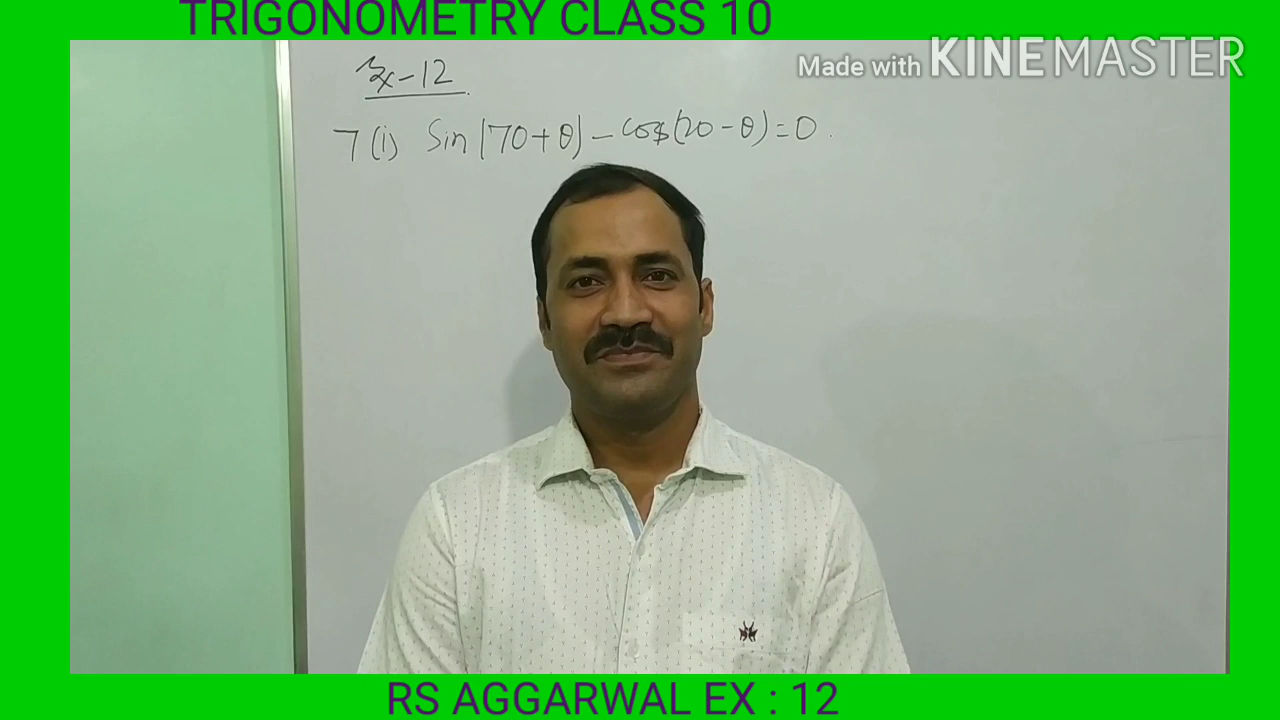 TRIGONOMETRY CLASS 10
Made with KINEMASTER
Ex-12
7 (i) Sin(70+θ) - cos(20-θ)=0.
RS AGGARWAL EX : 12